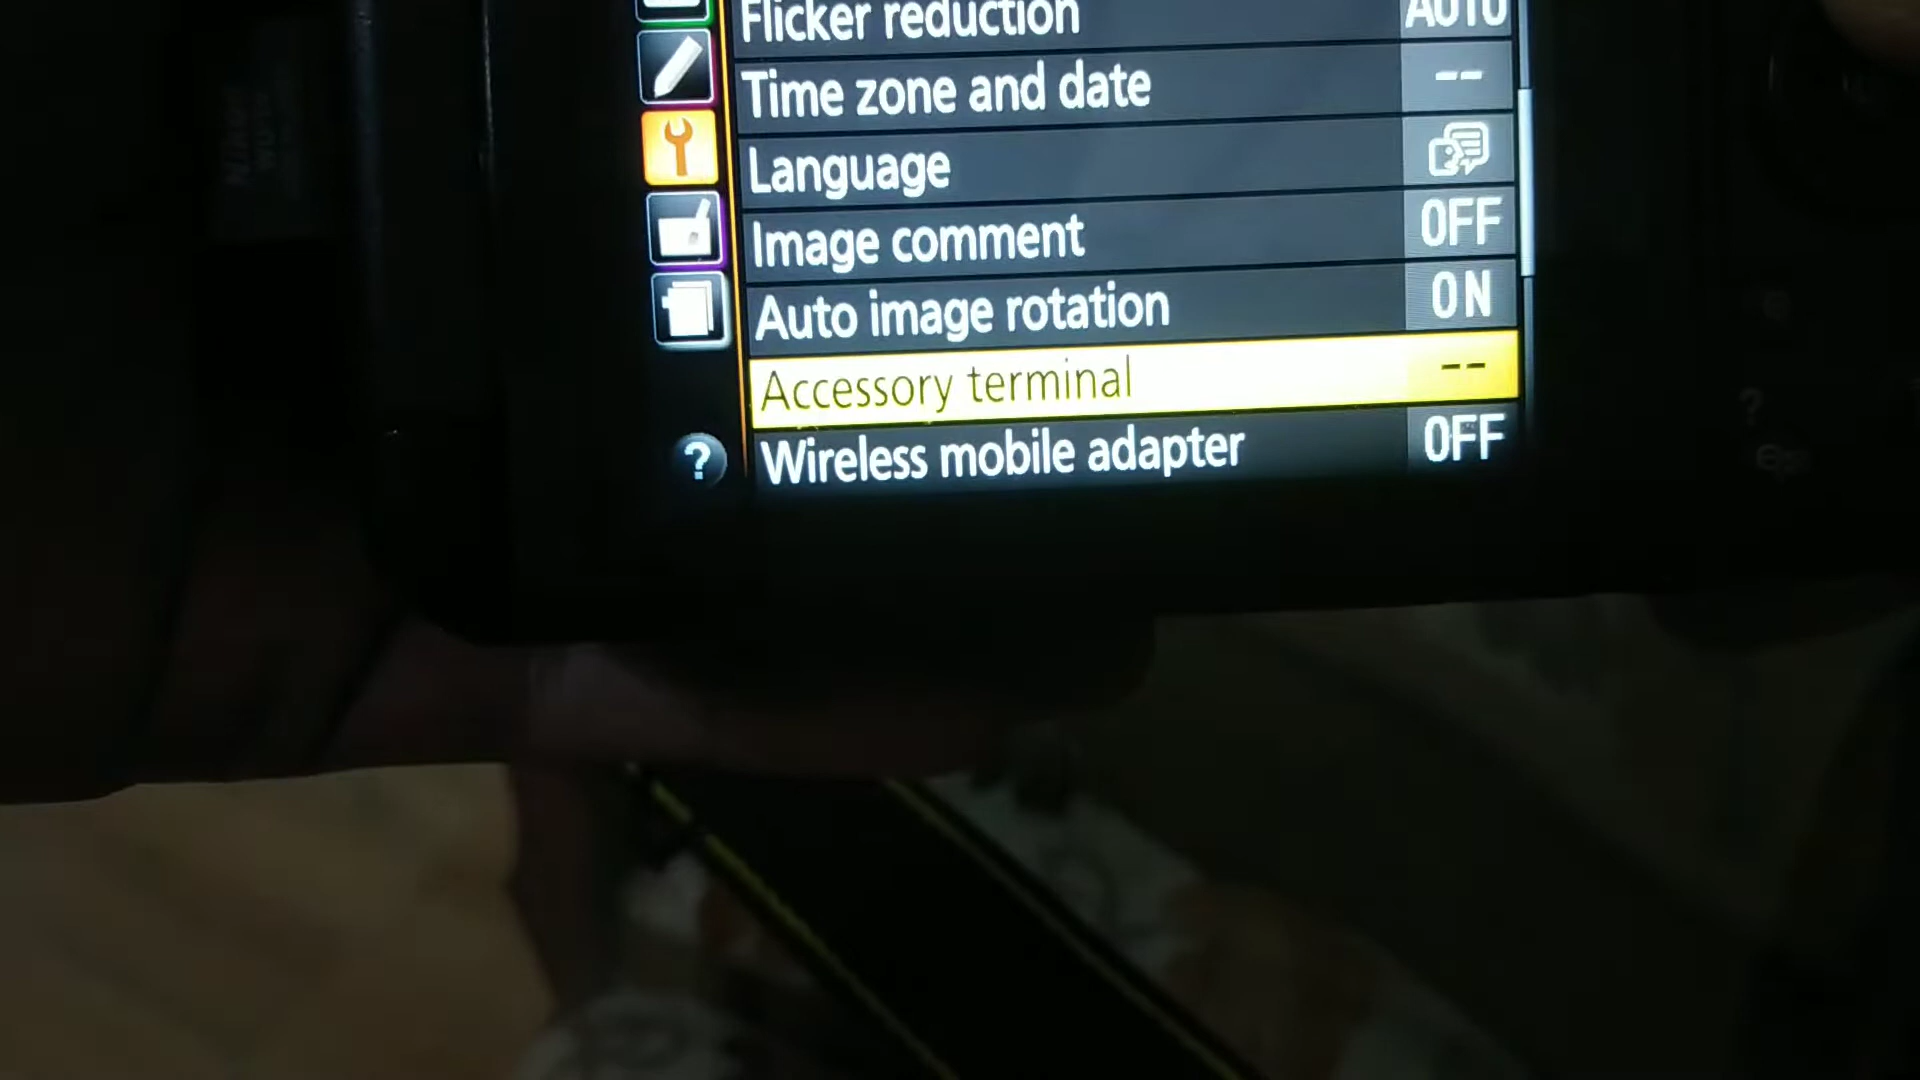 Flicker reduction AUTO
Time zone and date --
Language
Image comment OFF
Auto image rotation ON
Accessory terminal --
? Wireless mobile adapter OFF
?